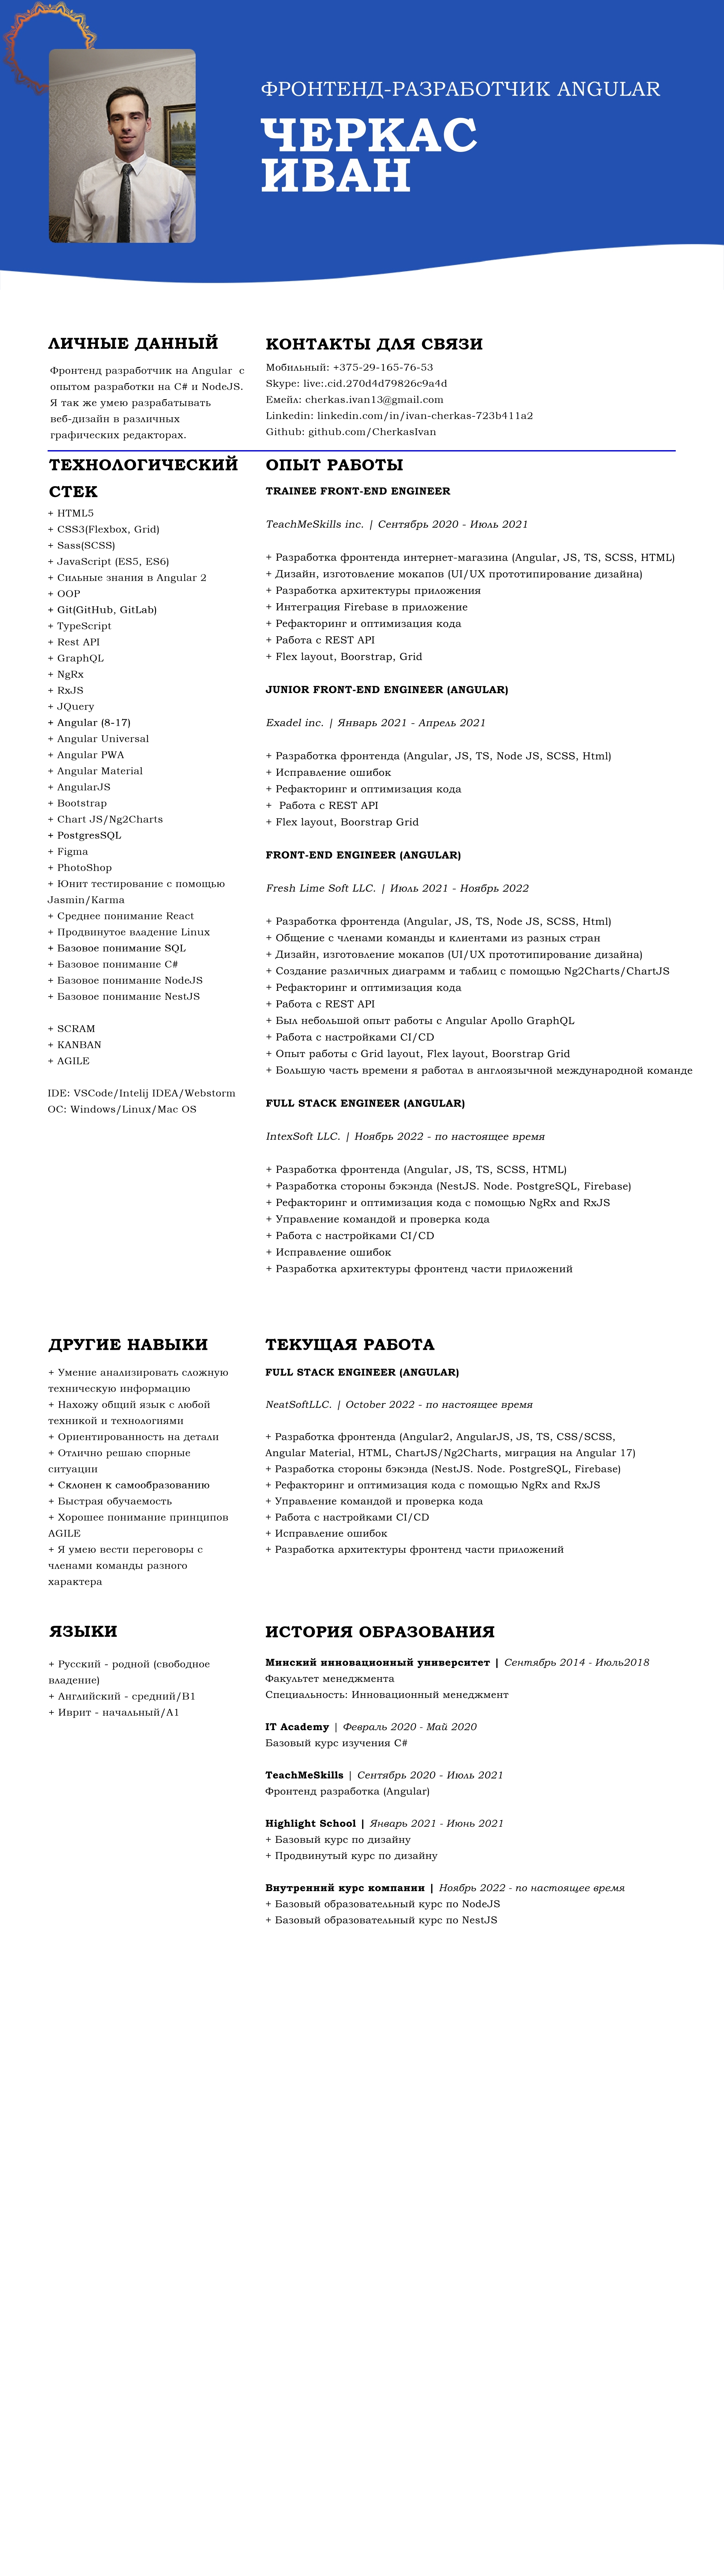 ФРОНТЕНД-РАЗРАБОТЧИК ANGULAR
ЧЕРКАС
ИВАН
ЛИЧНЫЕ ДАННЫЙ
Фронтенд разработчик на Angular с
опытом разработки на C# и NodeJS.
Я так же умею разрабатывать
веб-дизайн в различных
графических редакторах.
КОНТАКТЫ ДЛЯ СВЯЗИ
Мобильный: +375-29-165-76-53
Skype: live:.cid.270d4d79826c9a4d
Емейл: cherkas.ivan13@gmail.com
Linkedin: linkedin.com/in/ivan-cherkas-723b411a2
Github: github.com/CherkasIvan
ТЕХНОЛОГИЧЕСКИЙ
СТЕК
+ HTML5
+ CSS3(Flexbox, Grid)
+ Sass(SCSS)
+ JavaScript (ES5, ES6)
+ Сильные знания в Angular 2
+ OOP
+ Git(GitHub, GitLab)
+ TypeScript
+ Rest API
+ GraphQL
+ NgRx
+ RxJS
+ JQuery
+ Angular (8-17)
+ Angular Universal
+ Angular PWA
+ Angular Material
+ AngularJS
+ Bootstrap
+ Chart JS/Ng2Charts
+ PostgresSQL
+ Figma
+ PhotoShop
+ Юнит тестирование с помощью
Jasmin/Karma
+ Среднее понимание React
+ Продвинутое владение Linux
+ Базовое понимание SQL
+ Базовое понимание C#
+ Базовое понимание NodeJS
+ Базовое понимание NestJS
+ SCRAM
+ KANBAN
+ AGILE
IDE: VSCode/Intelij IDEA/Webstorm
ОС: Windows/Linux/Mac OS
ОПЫТ РАБОТЫ
TRAINEE FRONT-END ENGINEER
TeachMeSkills inc. | Сентябрь 2020 - Июль 2021
+ Разработка фронтенда интернет-магазина (Angular, JS, TS, SCSS, HTML)
+ Дизайн, изготовление мокапов (UI/UX прототипирование дизайна)
+ Разработка архитектуры приложения
+ Интеграция Firebase в приложение
+ Рефакторинг и оптимизация кода
+ Работа с REST API
+ Flex layout, Boorstrap, Grid
JUNIOR FRONT-END ENGINEER (ANGULAR)
Exadel inc. | Январь 2021 - Апрель 2021
+ Разработка фронтенда (Angular, JS, TS, Node JS, SCSS, Html)
+ Исправление ошибок
+ Рефакторинг и оптимизация кода
+ Работа с REST API
+ Flex layout, Boorstrap Grid
FRONT-END ENGINEER (ANGULAR)
Fresh Lime Soft LLC. | Июль 2021 - Ноябрь 2022
+ Разработка фронтенда (Angular, JS, TS, Node JS, SCSS, Html)
+ Общение с членами команды и клиентами из разных стран
+ Дизайн, изготовление мокапов (UI/UX прототипирование дизайна)
+ Создание различных диаграмм и таблиц с помощью Ng2Charts/ChartJS
+ Рефакторинг и оптимизация кода
+ Работа с REST API
+ Был небольшой опыт работы с Angular Apollo GraphQL
+ Работа с настройками CI/CD
+ Опыт работы с Grid layout, Flex layout, Boorstrap Grid
+ Большую часть времени я работал в англоязычной международной команде
FULL STACK ENGINEER (ANGULAR)
IntexSoft LLC. | Ноябрь 2022 - по настоящее время
+ Разработка фронтенда (Angular, JS, TS, SCSS, HTML)
+ Разработка стороны бэкэнда (NestJS. Node. PostgreSQL, Firebase)
+ Рефакторинг и оптимизация кода с помощью NgRx and RxJS
+ Управление командой и проверка кода
+ Работа с настройками CI/CD
+ Исправление ошибок
+ Разработка архитектуры фронтенд части приложений
ДРУГИЕ НАВЫКИ
+ Умение анализировать сложную
техническую информацию
+ Нахожу общий язык с любой
техникой и технологиями
+ Ориентированность на детали
+ Отлично решаю спорные
ситуации
+ Склонен к самообразованию
+ Быстрая обучаемость
+ Хорошее понимание принципов
AGILE
+ Я умею вести переговоры с
членами команды разного
характера
ТЕКУЩАЯ РАБОТА
FULL STACK ENGINEER (ANGULAR)
NeatSoftLLC. | October 2022 - по настоящее время
+ Разработка фронтенда (Angular2, AngularJS, JS, TS, CSS/SCSS,
Angular Material, HTML, ChartJS/Ng2Charts, миграция на Angular 17)
+ Разработка стороны бэкэнда (NestJS. Node. PostgreSQL, Firebase)
+ Рефакторинг и оптимизация кода с помощью NgRx and RxJS
+ Управление командой и проверка кода
+ Работа с настройками CI/CD
+ Исправление ошибок
+ Разработка архитектуры фронтенд части приложений
ЯЗЫКИ
+ Русский - родной (свободное
владение)
+ Английский - средний/B1
+ Иврит - начальный/A1
ИСТОРИЯ ОБРАЗОВАНИЯ
Минский инновационный университет | Сентябрь 2014 - Июль2018
Факультет менеджмента
Специальность: Инновационный менеджмент
IT Academy | Февраль 2020 - Май 2020
Базовый курс изучения C#
TeachMeSkills | Сентябрь 2020 - Июль 2021
Фронтенд разработка (Angular)
Highlight School | Январь 2021 - Июнь 2021
+ Базовый курс по дизайну
+ Продвинутый курс по дизайну
Внутренний курс компании | Ноябрь 2022 - по настоящее время
+ Базовый образовательный курс по NodeJS
+ Базовый образовательный курс по NestJS